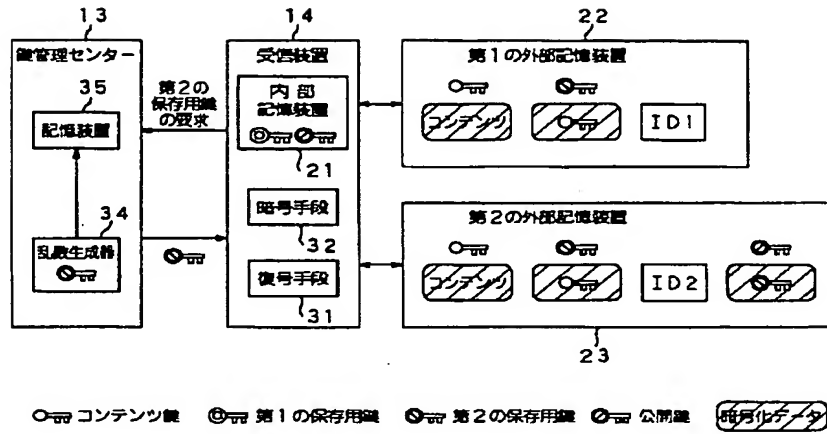 13
14
22
鍵管理センター
35
記憶装置
34
乱数生成器
第2の
保存用鍵
の要求
受信装置
内部
記憶装置
21
暗号手段
32
復号手段
31
第1の外部記憶装置
コンテンツ
ID1
第2の外部記憶装置
コンテンツ
ID2
23
コンテンツ鍵
第1の保存用鍵
第2の保存用鍵
公開鍵
暗号化データ